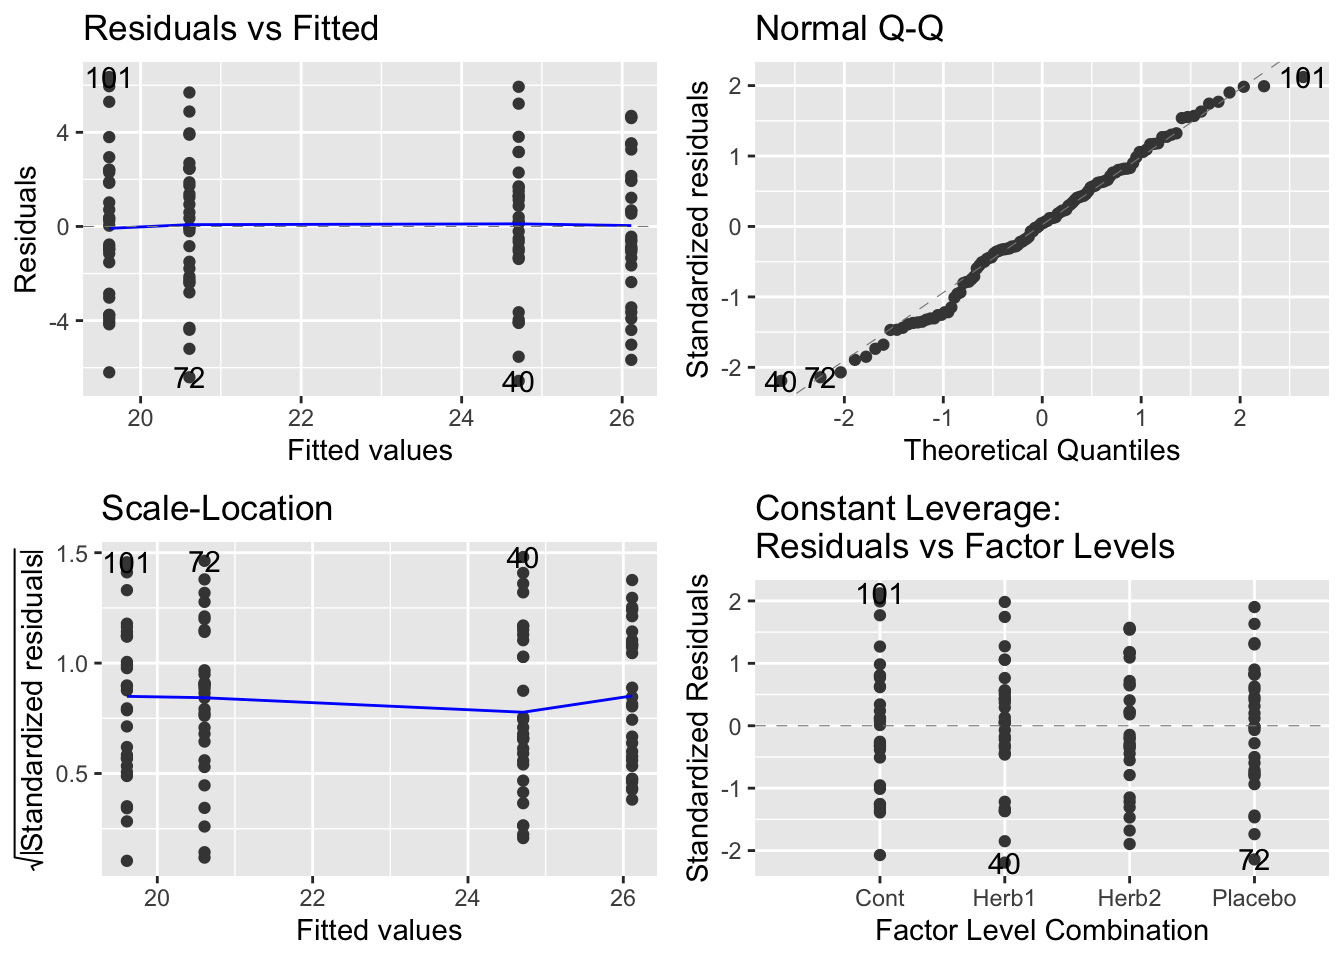 Residuals vs Fitted
Residuals
4
0
-4
101
72
40
20
22
24
26
Fitted values
Normal Q-Q
Standardized residuals
2
1
0
-1
-2
101
40
72
-2
-1
0
1
2
Theoretical Quantiles
Scale-Location
√|Standardized residuals|
1.5
1.0
0.5
101
72
40
20
22
24
26
Fitted values
Constant Leverage:
Residuals vs Factor Levels
Standardized Residuals
2
1
0
-1
-2
101
40
72
Cont
Herb1
Herb2
Placebo
Factor Level Combination